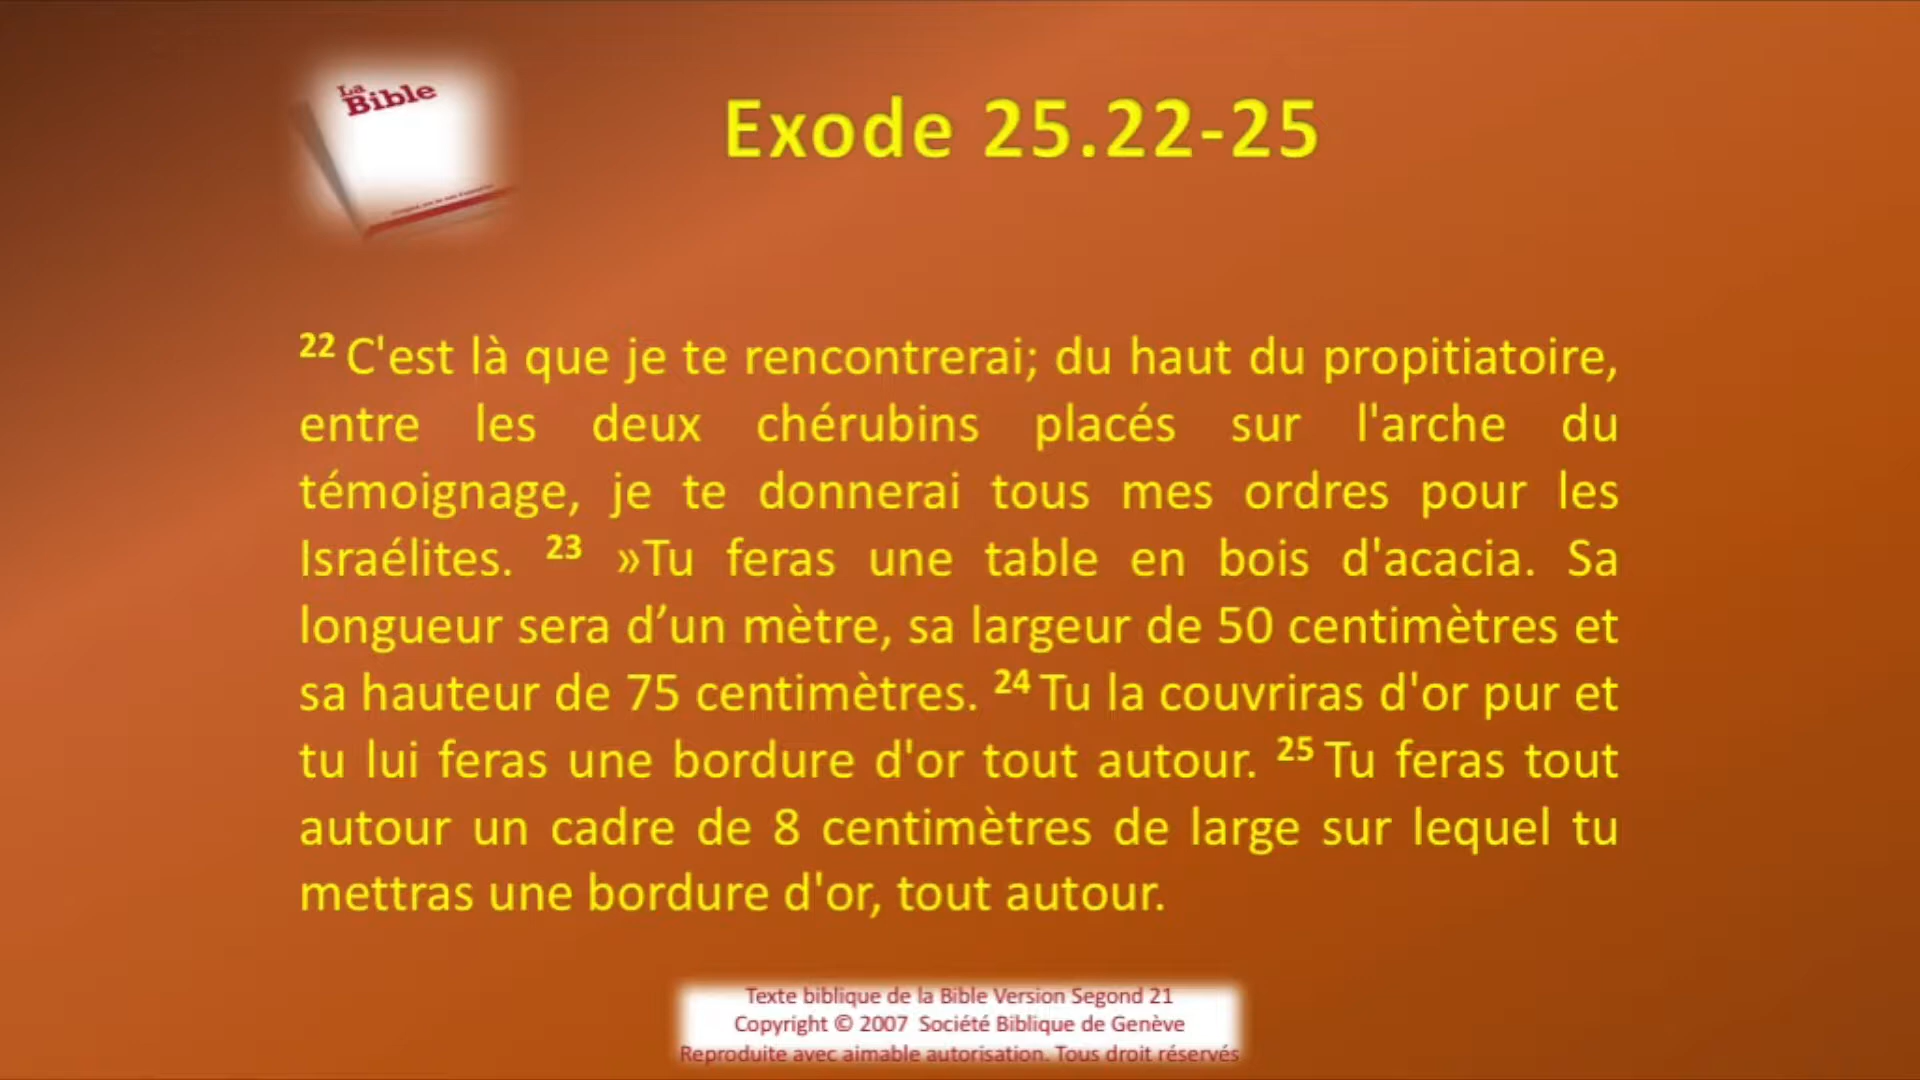 La
Bible
Exode 25.22-25
22 C'est là que je te rencontrerai; du haut du propitiatoire,
entre les deux chérubins placés sur l'arche du
témoignage, je te donnerai tous mes ordres pour les
Israélites. 23 »Tu feras une table en bois d'acacia. Sa
longueur sera d’un mètre, sa largeur de 50 centimètres et
sa hauteur de 75 centimètres. 24 Tu la couvriras d'or pur et
tu lui feras une bordure d'or tout autour. 25 Tu feras tout
autour un cadre de 8 centimètres de large sur lequel tu
mettras une bordure d'or, tout autour.
Texte biblique de la Bible Version Segond 21
Copyright © 2007 Société Biblique de Genève
Reproduite avec aimable autorisation. Tous droit réservés